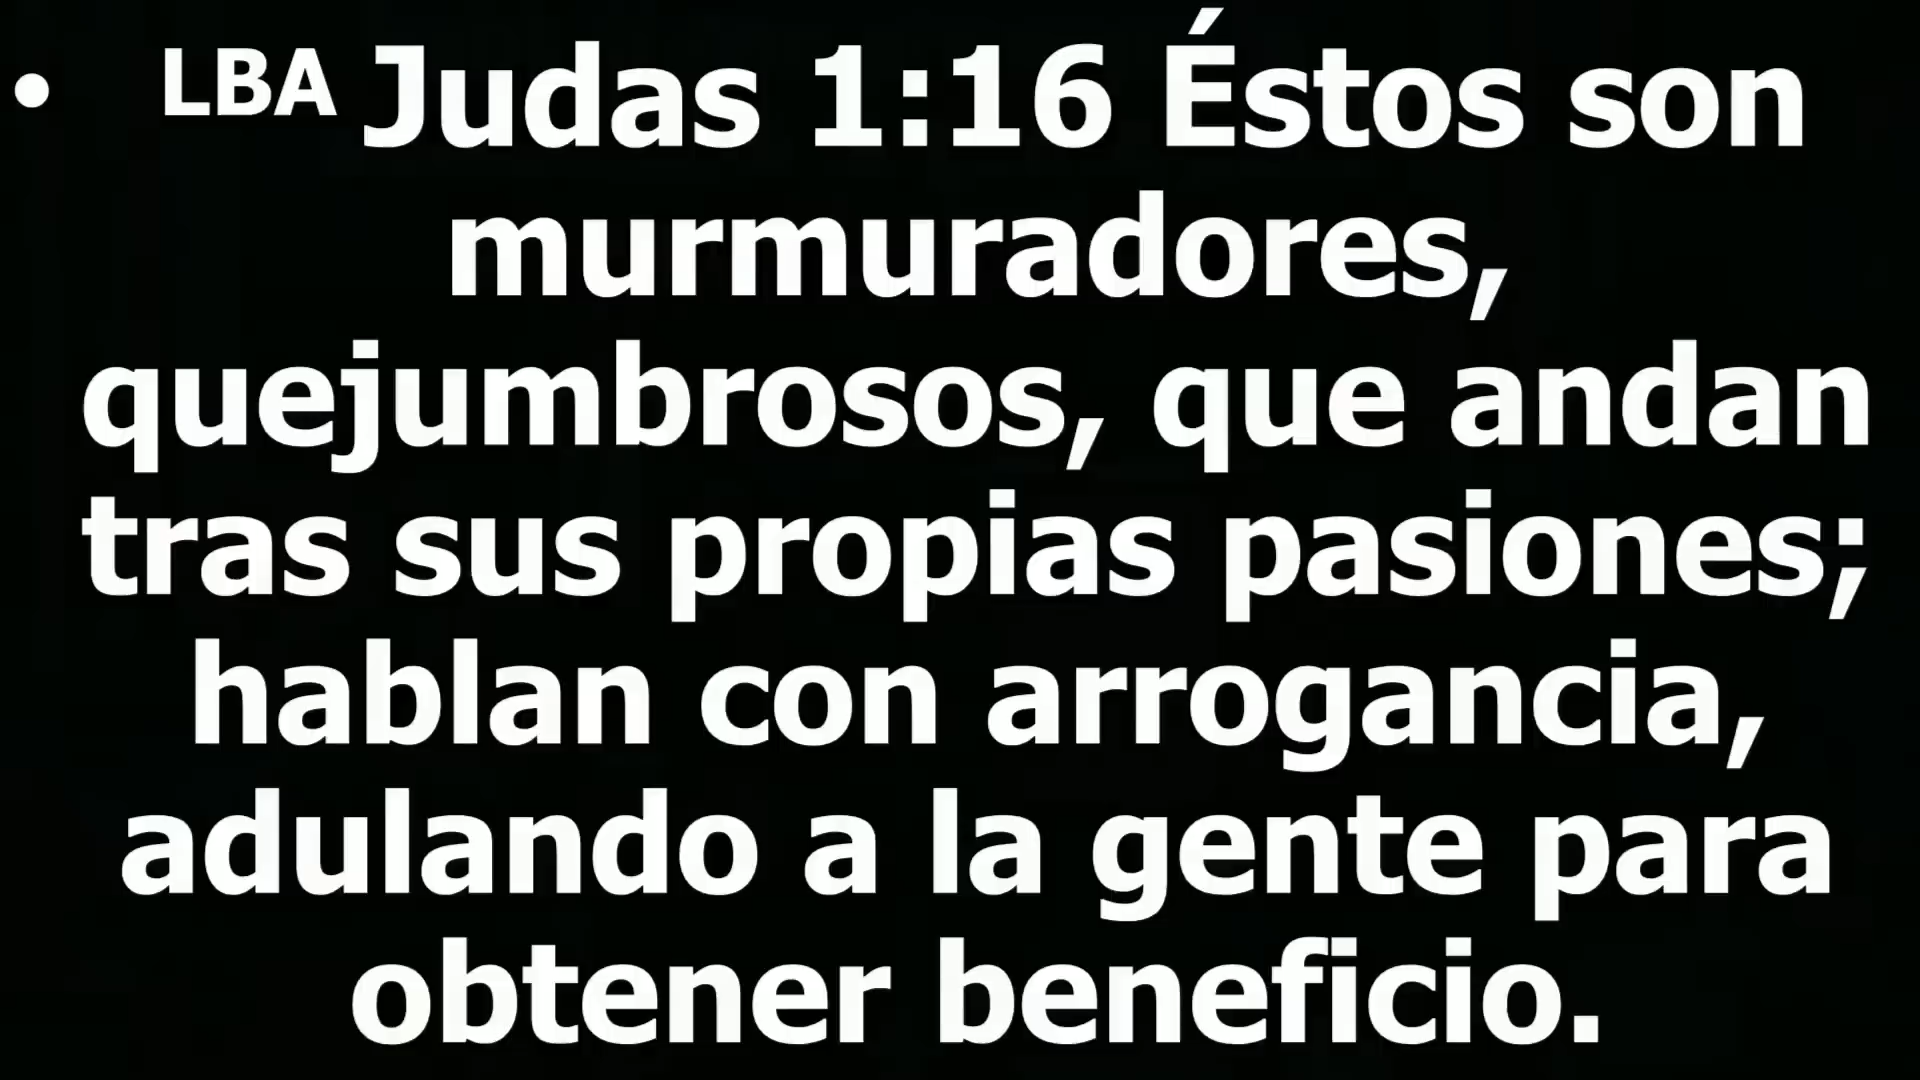 • LBA Judas 1:16 Éstos son
murmuradores,
quejumbrosos, que andan
tras sus propias pasiones;
hablan con arrogancia,
adulando a la gente para
obtener beneficio.